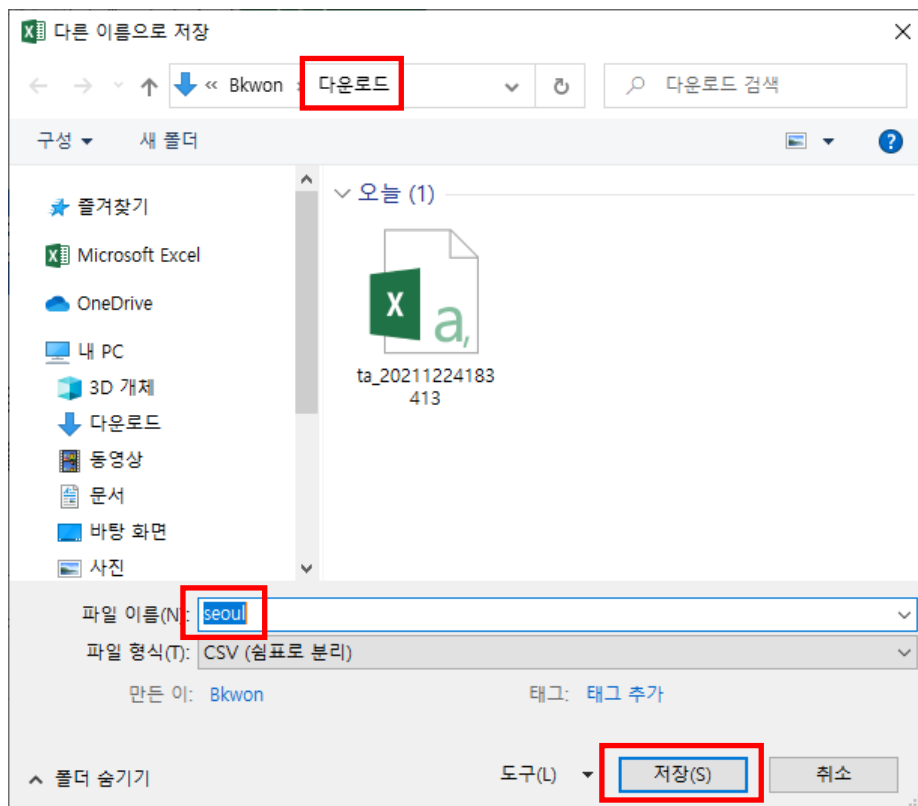 다른 이름으로 저장
« Bkwon › 다운로드
다운로드 검색
구성
새 폴더
즐겨찾기
Microsoft Excel
OneDrive
내 PC
3D 개체
다운로드
동영상
문서
바탕 화면
사진
오늘 (1)
ta_20211224183
413
파일 이름(N): seoul
파일 형식(T): CSV (쉼표로 분리)
만든 이: Bkwon
태그: 태그 추가
폴더 숨기기
도구(L)
저장(S)
취소